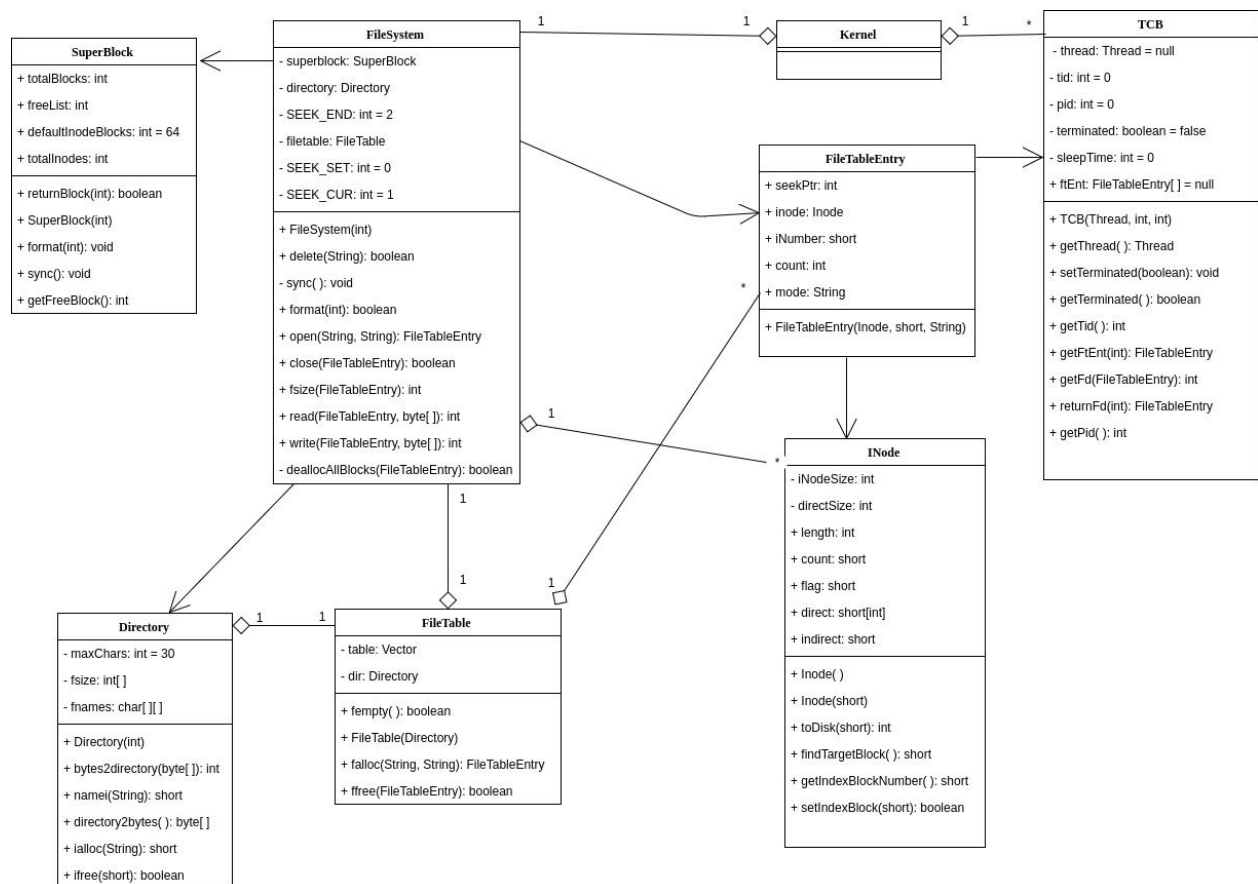 SuperBlock
+ totalBlocks: int
+ freeList: int
+ defaultInodeBlocks: int = 64
+ totalInodes: int
+ returnBlock(int): boolean
+ SuperBlock(int)
+ format(int): void
+ sync(): void
+ getFreeBlock(): int
FileSystem
- superblock: SuperBlock
- directory: Directory
- SEEK_END: int = 2
- filetable: FileTable
- SEEK_SET: int = 0
- SEEK_CUR: int = 1
+ FileSystem(int)
+ delete(String): boolean
- sync( ): void
+ format(int): boolean
+ open(String, String): FileTableEntry
+ close(FileTableEntry): boolean
+ fsize(FileTableEntry): int
+ read(FileTableEntry, byte[ ]): int
+ write(FileTableEntry, byte[ ]): int
- deallocAllBlocks(FileTableEntry): boolean
1
1
Kernel
1
*
TCB
- thread: Thread = null
- tid: int = 0
- pid: int = 0
- terminated: boolean = false
- sleepTime: int = 0
+ ftEnt: FileTableEntry[ ] = null
+ TCB(Thread, int, int)
+ getThread( ): Thread
+ setTerminated(boolean): void
+ getTerminated( ): boolean
+ getTid( ): int
+ getFtEnt(int): FileTableEntry
+ getFd(FileTableEntry): int
+ returnFd(int): FileTableEntry
+ getPid( ): int
FileTableEntry
+ seekPtr: int
+ inode: Inode
+ iNumber: short
+ count: int
+ mode: String
+ FileTableEntry(Inode, short, String)
*
1
*
INode
- iNodeSize: int
- directSize: int
+ length: int
+ count: short
+ flag: short
+ direct: short[int]
+ indirect: short
+ Inode( )
+ Inode(short)
+ toDisk(short): int
+ findTargetBlock( ): short
+ getIndexBlockNumber( ): short
+ setIndexBlock(short): boolean
1
1
1
Directory
- maxChars: int = 30
- fsize: int[ ]
- fnames: char[ ][ ]
+ Directory(int)
+ bytes2directory(byte[ ]): int
+ namei(String): short
+ directory2bytes( ): byte[ ]
+ ialloc(String): short
+ ifree(short): boolean
1
1
FileTable
- table: Vector
- dir: Directory
+ fempty( ): boolean
+ FileTable(Directory)
+ falloc(String, String): FileTableEntry
+ ffree(FileTableEntry): boolean